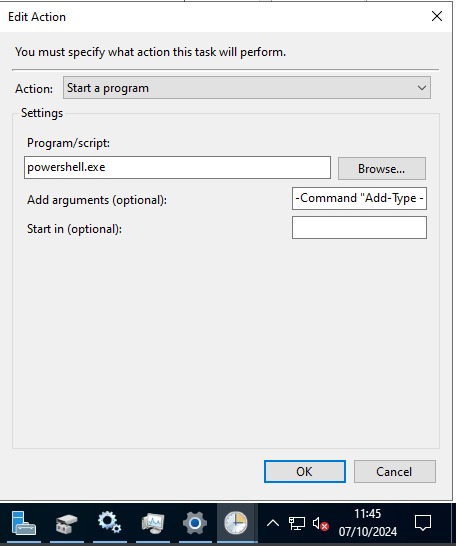 Edit Action
You must specify what action this task will perform.
Action: Start a program
Settings
Program/script:
powershell.exe
Browse...
Add arguments (optional): -Command "Add-Type -
Start in (optional):
OK Cancel
11:45
07/10/2024